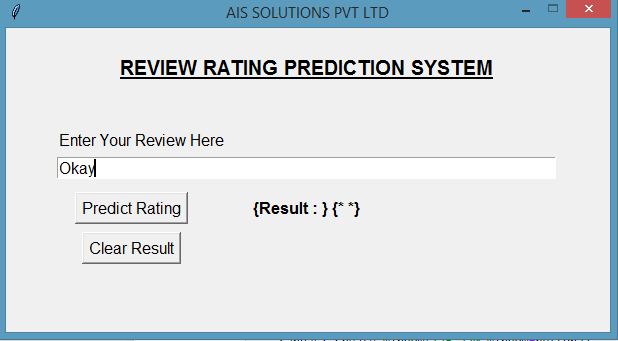 AIS SOLUTIONS PVT LTD
REVIEW RATING PREDICTION SYSTEM
Enter Your Review Here
Okay
Predict Rating {Result : } {* *}
Clear Result